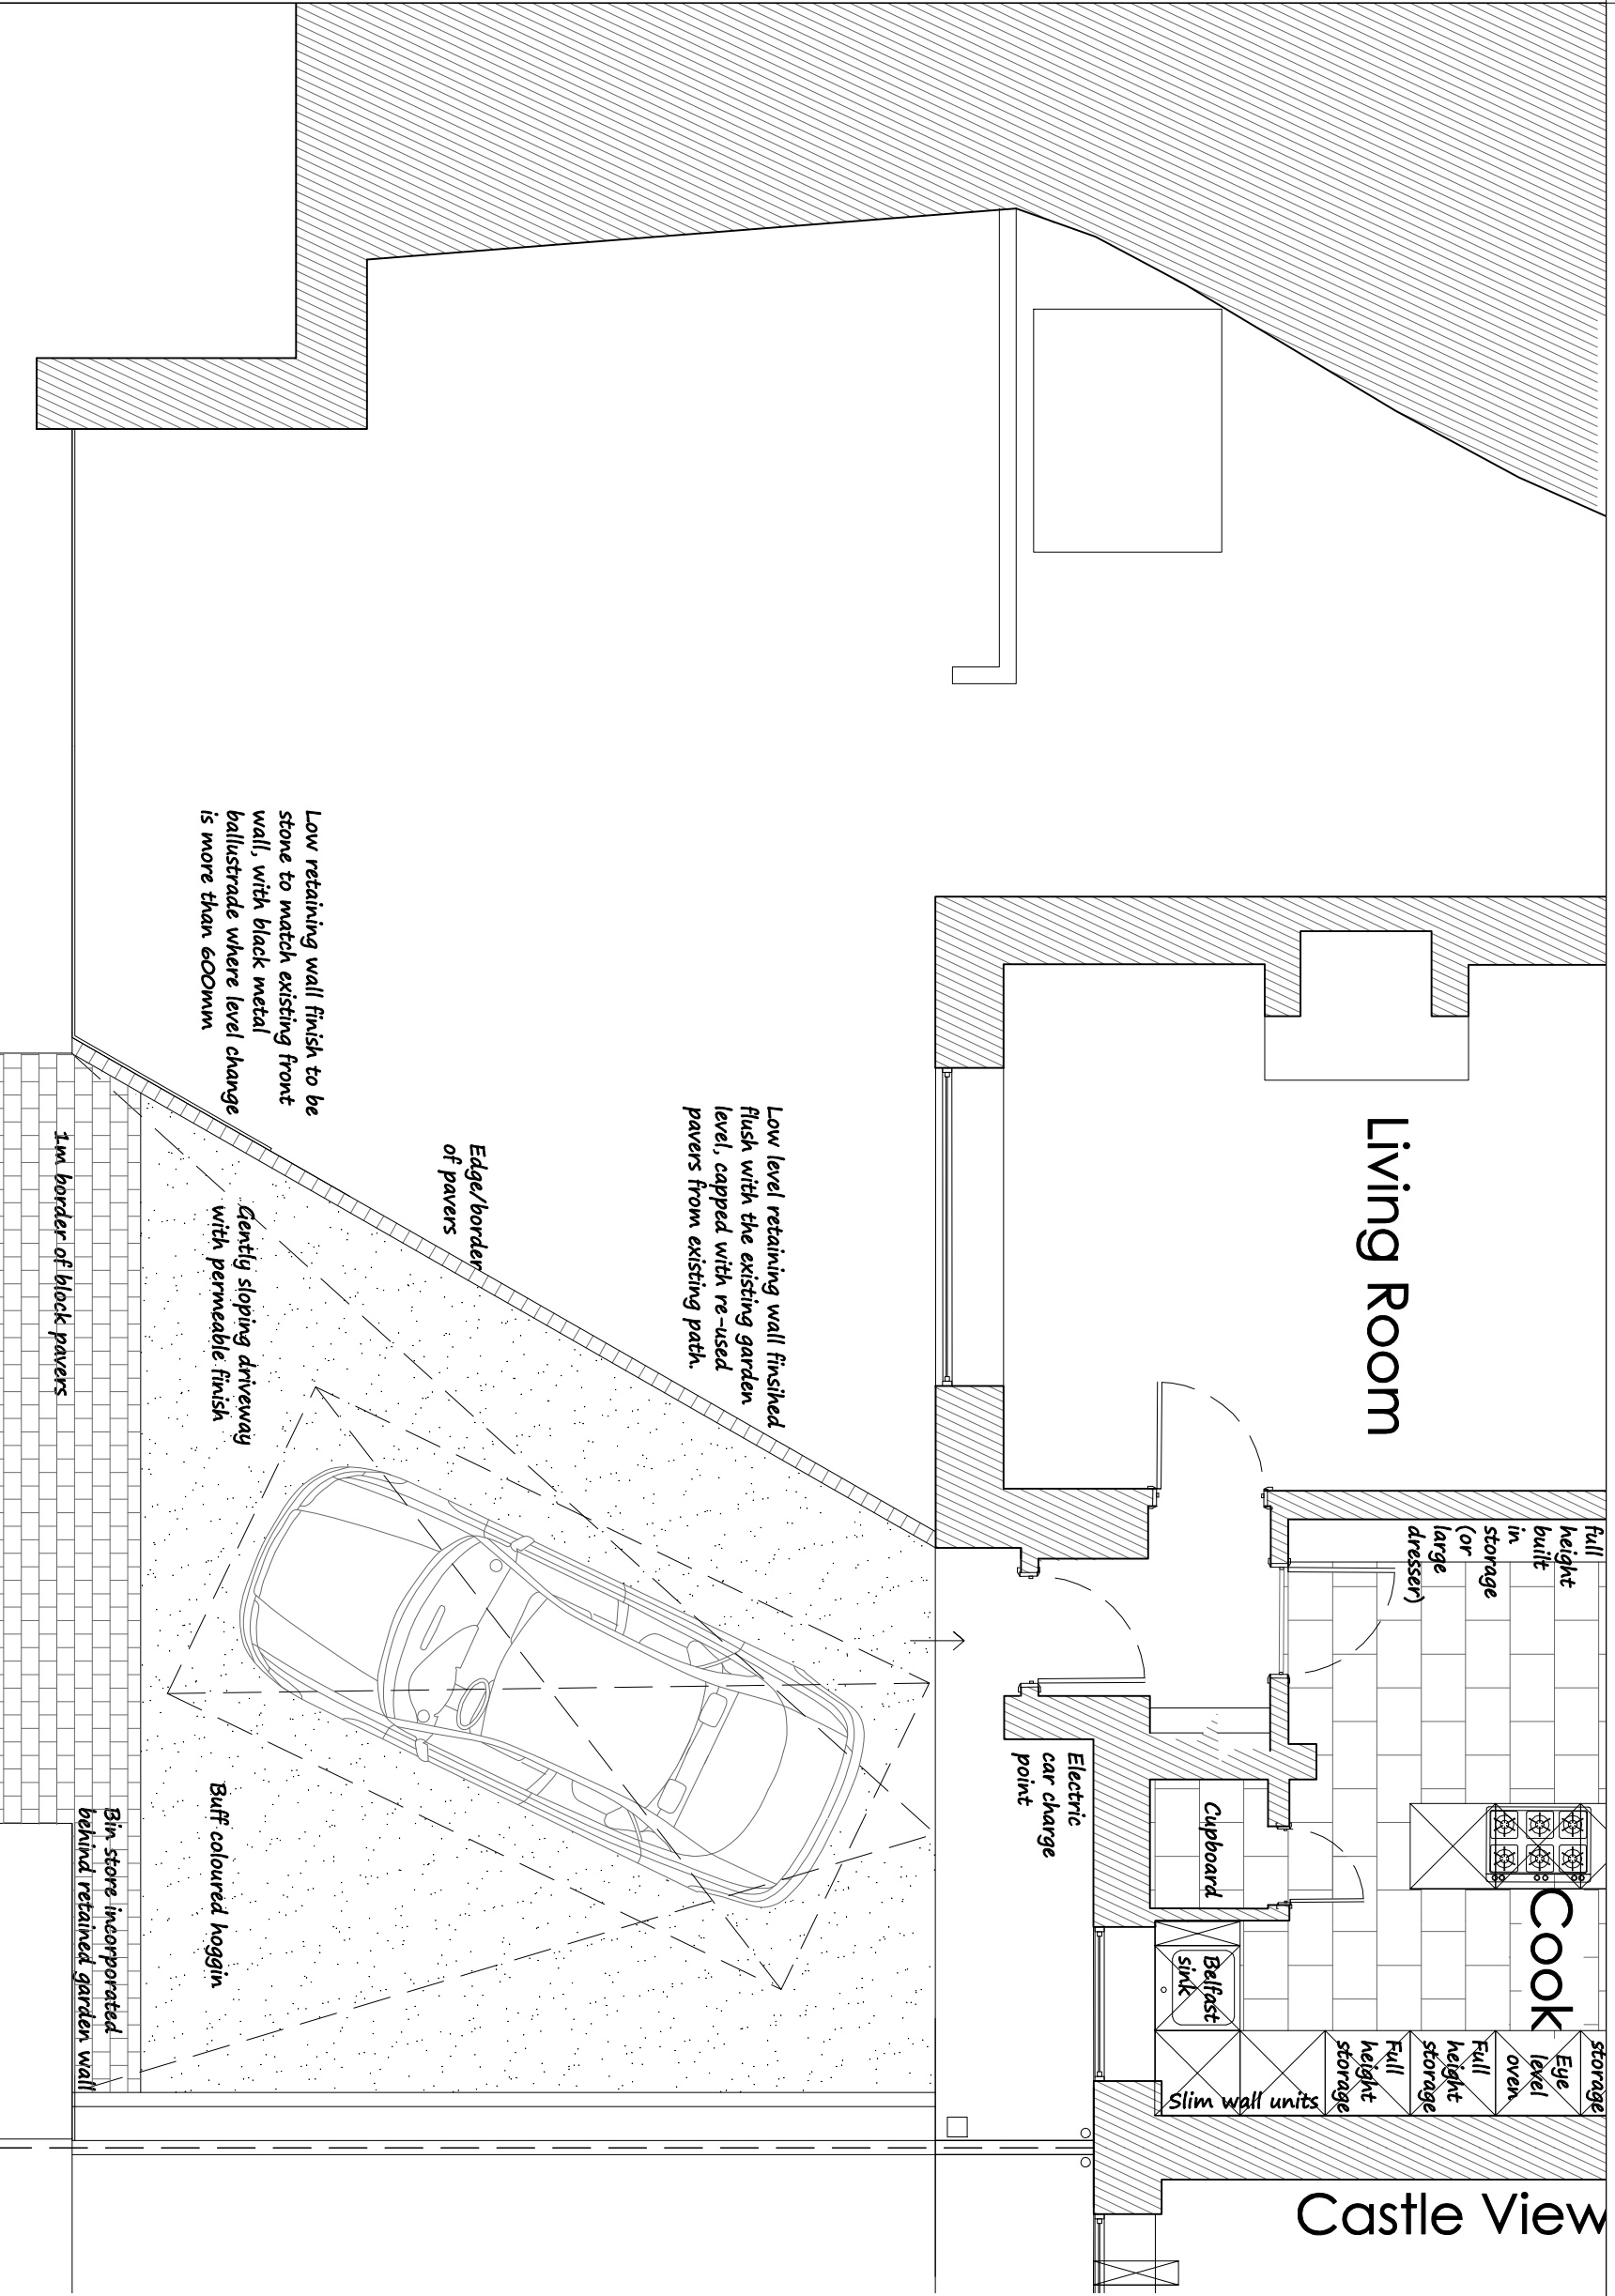 Low retaining wall finish to be
stone to match existing front
wall, with black metal
ballustrade where level change
is more than 600mm
Low level retaining wall finsihed
flush with the existing garden
level, capped with re-used
pavers from existing path.
Edge/border
of pavers
Gently sloping driveway
with permeable finish
1m border of block pavers
Living Room
full
height
built
in
storage
(or
large
dresser)
Electric
car charge
point
Cupboard
Buff coloured hoggin
Bin store incorporated
behind retained garden wall
Cook
Belfast
sink
storage
Eye
level
oven
Full
height
storage
Full
height
storage
Slim wall units
Castle View